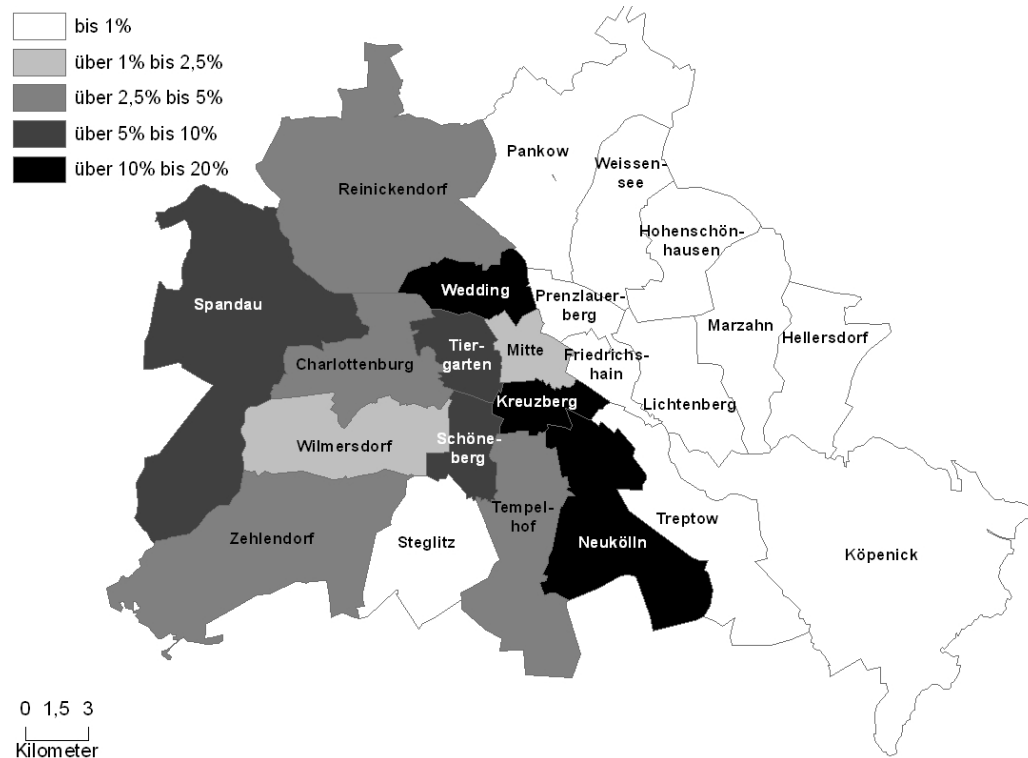 bis 1%
über 1% bis 2,5%
über 2,5% bis 5%
über 5% bis 10%
über 10% bis 20%
Pankow
Weissen-
see
Reinickendorf
Hohenschön-
hausen
Spandau
Wedding
Prenzlauer-
berg
Marzahn
Hellersdorf
Charlottenburg
Tier-
garten
Mitte
Friedrichs-
hain
Kreuzberg
Lichtenberg
Wilmersdorf
Schöne-
berg
Zehlendorf
Steglitz
Tempel-
hof
Neukölln
Treptow
Köpenick
0 1,5 3
Kilometer